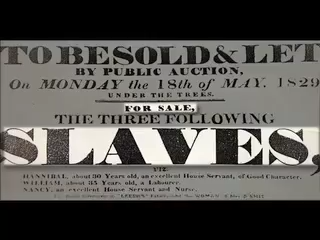 TO BE SOLD & LET
BY PUBLIC AUCTION,
On MONDAY the 18th of MAY, 1829
UNDER THE TREES.
FOR SALE,
THE THREE FOLLOWING
SLAVES,
VIZ.
HANNIBAL, about 30 Years old, an excellent House Servant, of Good Character.
WILLIAM, about 35 Years old, a Labourer.
NANCY, an excellent House Servant and Nurse.